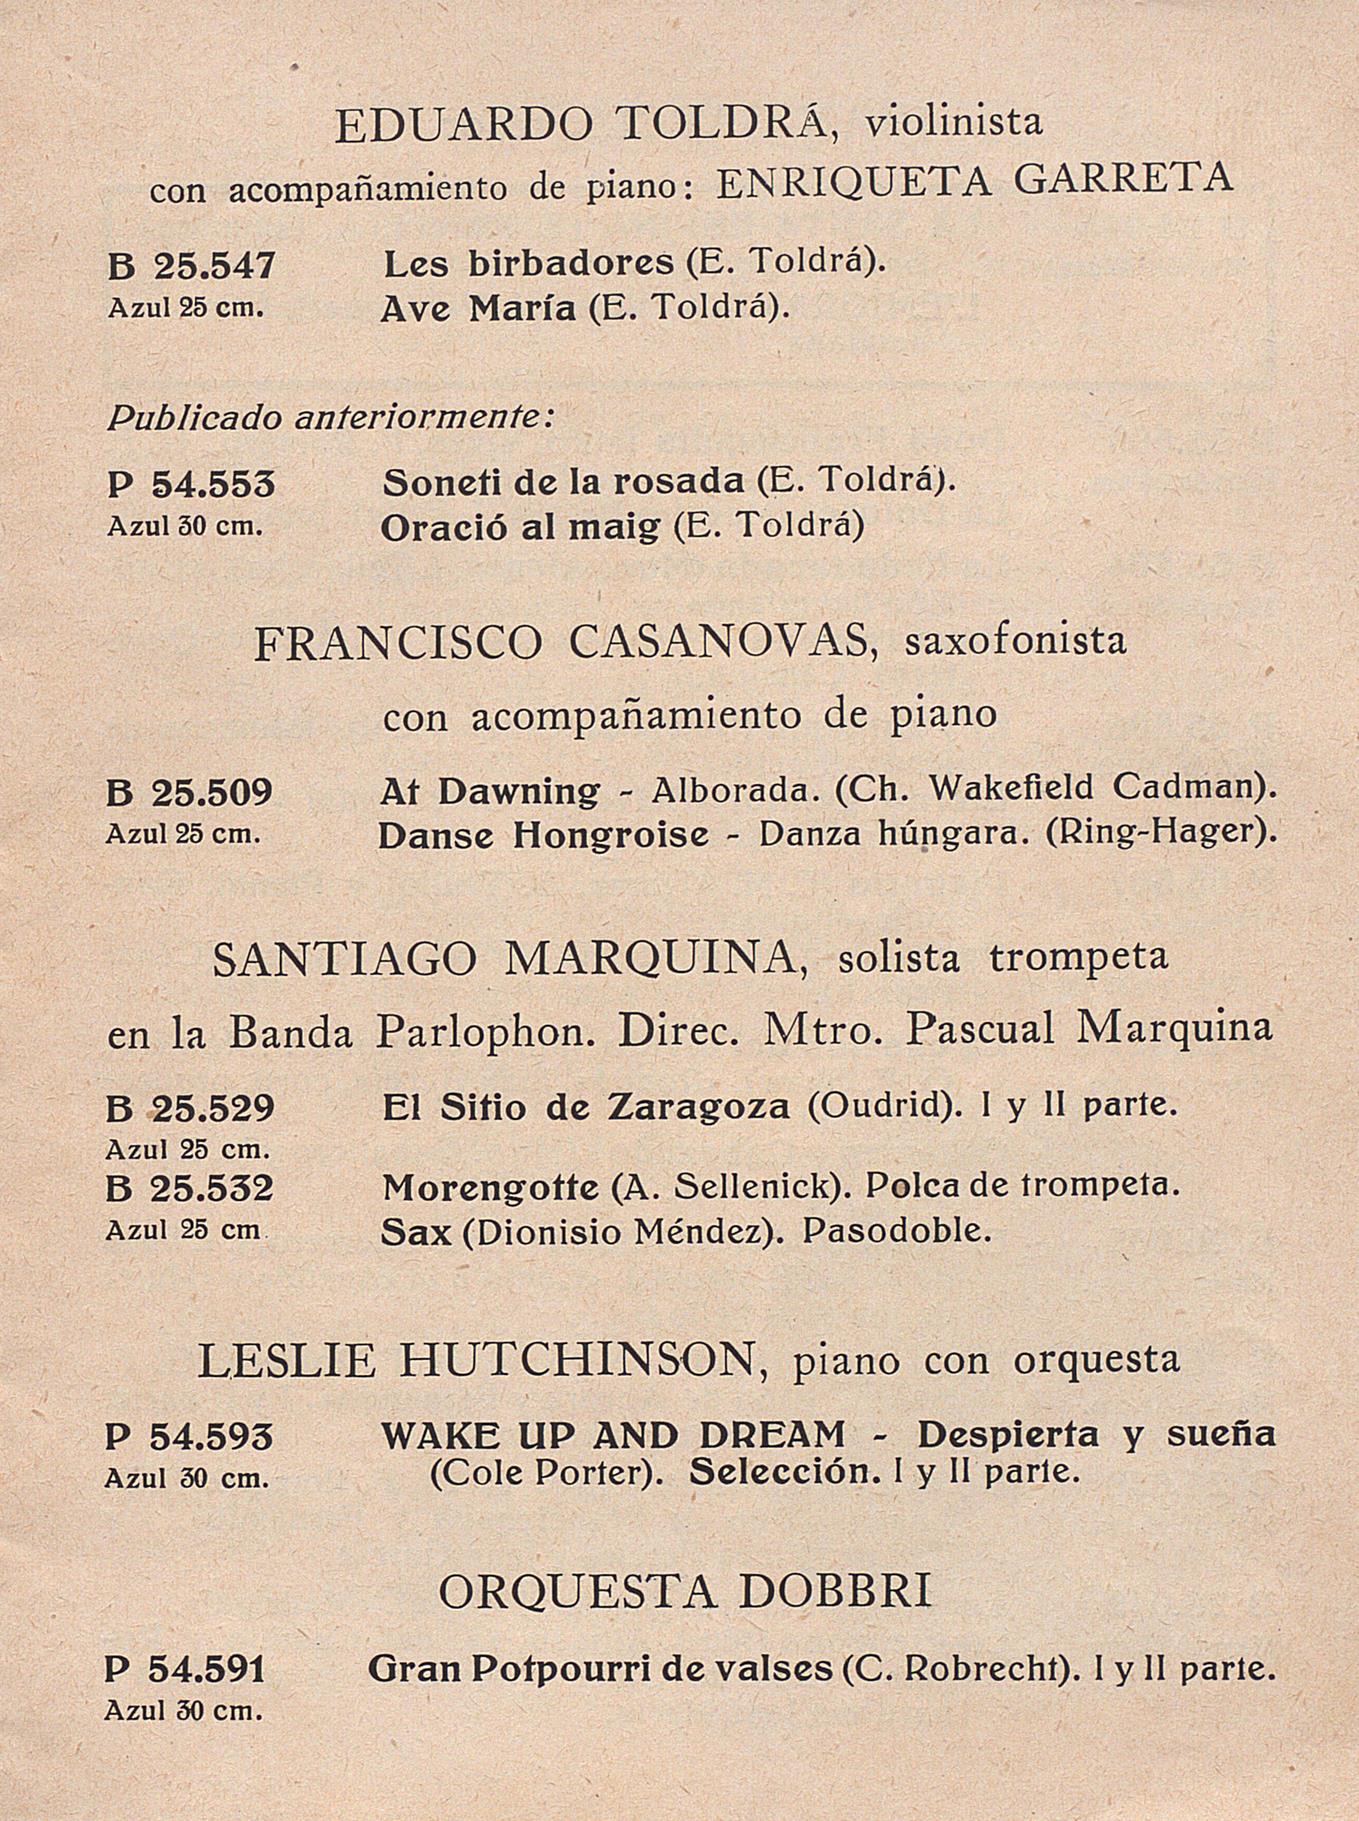 EDUARDO TOLDRÁ, violinista
con acompañamiento de piano: ENRIQUETA GARRETA
B 25.547 Les birbadores (E. Toldrá).
Azul 25 cm. Ave María (E. Toldrá).
Publicado anteriormente:
P 54.553 Soneti de la rosada (E. Toldrá).
Azul 30 cm. Oració al maig (E. Toldrá)
FRANCISCO CASANOVAS, saxofonista
con acompañamiento de piano
B 25.509 At Dawning - Alborada. (Ch. Wakefield Cadman).
Azul 25 cm. Danse Hongroise - Danza húngara. (Ring-Hager).
SANTIAGO MARQUINA, solista trompeta
en la Banda Parlophon. Direc. Mtro. Pascual Marquina
B 25.529 El Sitio de Zaragoza (Oudrid). I y II parte.
Azul 25 cm.
B 25.532 Morengotte (A. Sellenick). Polca de trompeta.
Azul 25 cm. Sax (Dionisio Méndez). Pasodoble.
LESLIE HUTCHINSON, piano con orquesta
P 54.593 WAKE UP AND DREAM - Despierta y sueña
Azul 30 cm. (Cole Porter). Selección. I y II parte.
ORQUESTA DOBBRI
P 54.591 Gran Potpourri de valses (C. Robrecht). I y II parte.
Azul 30 cm.